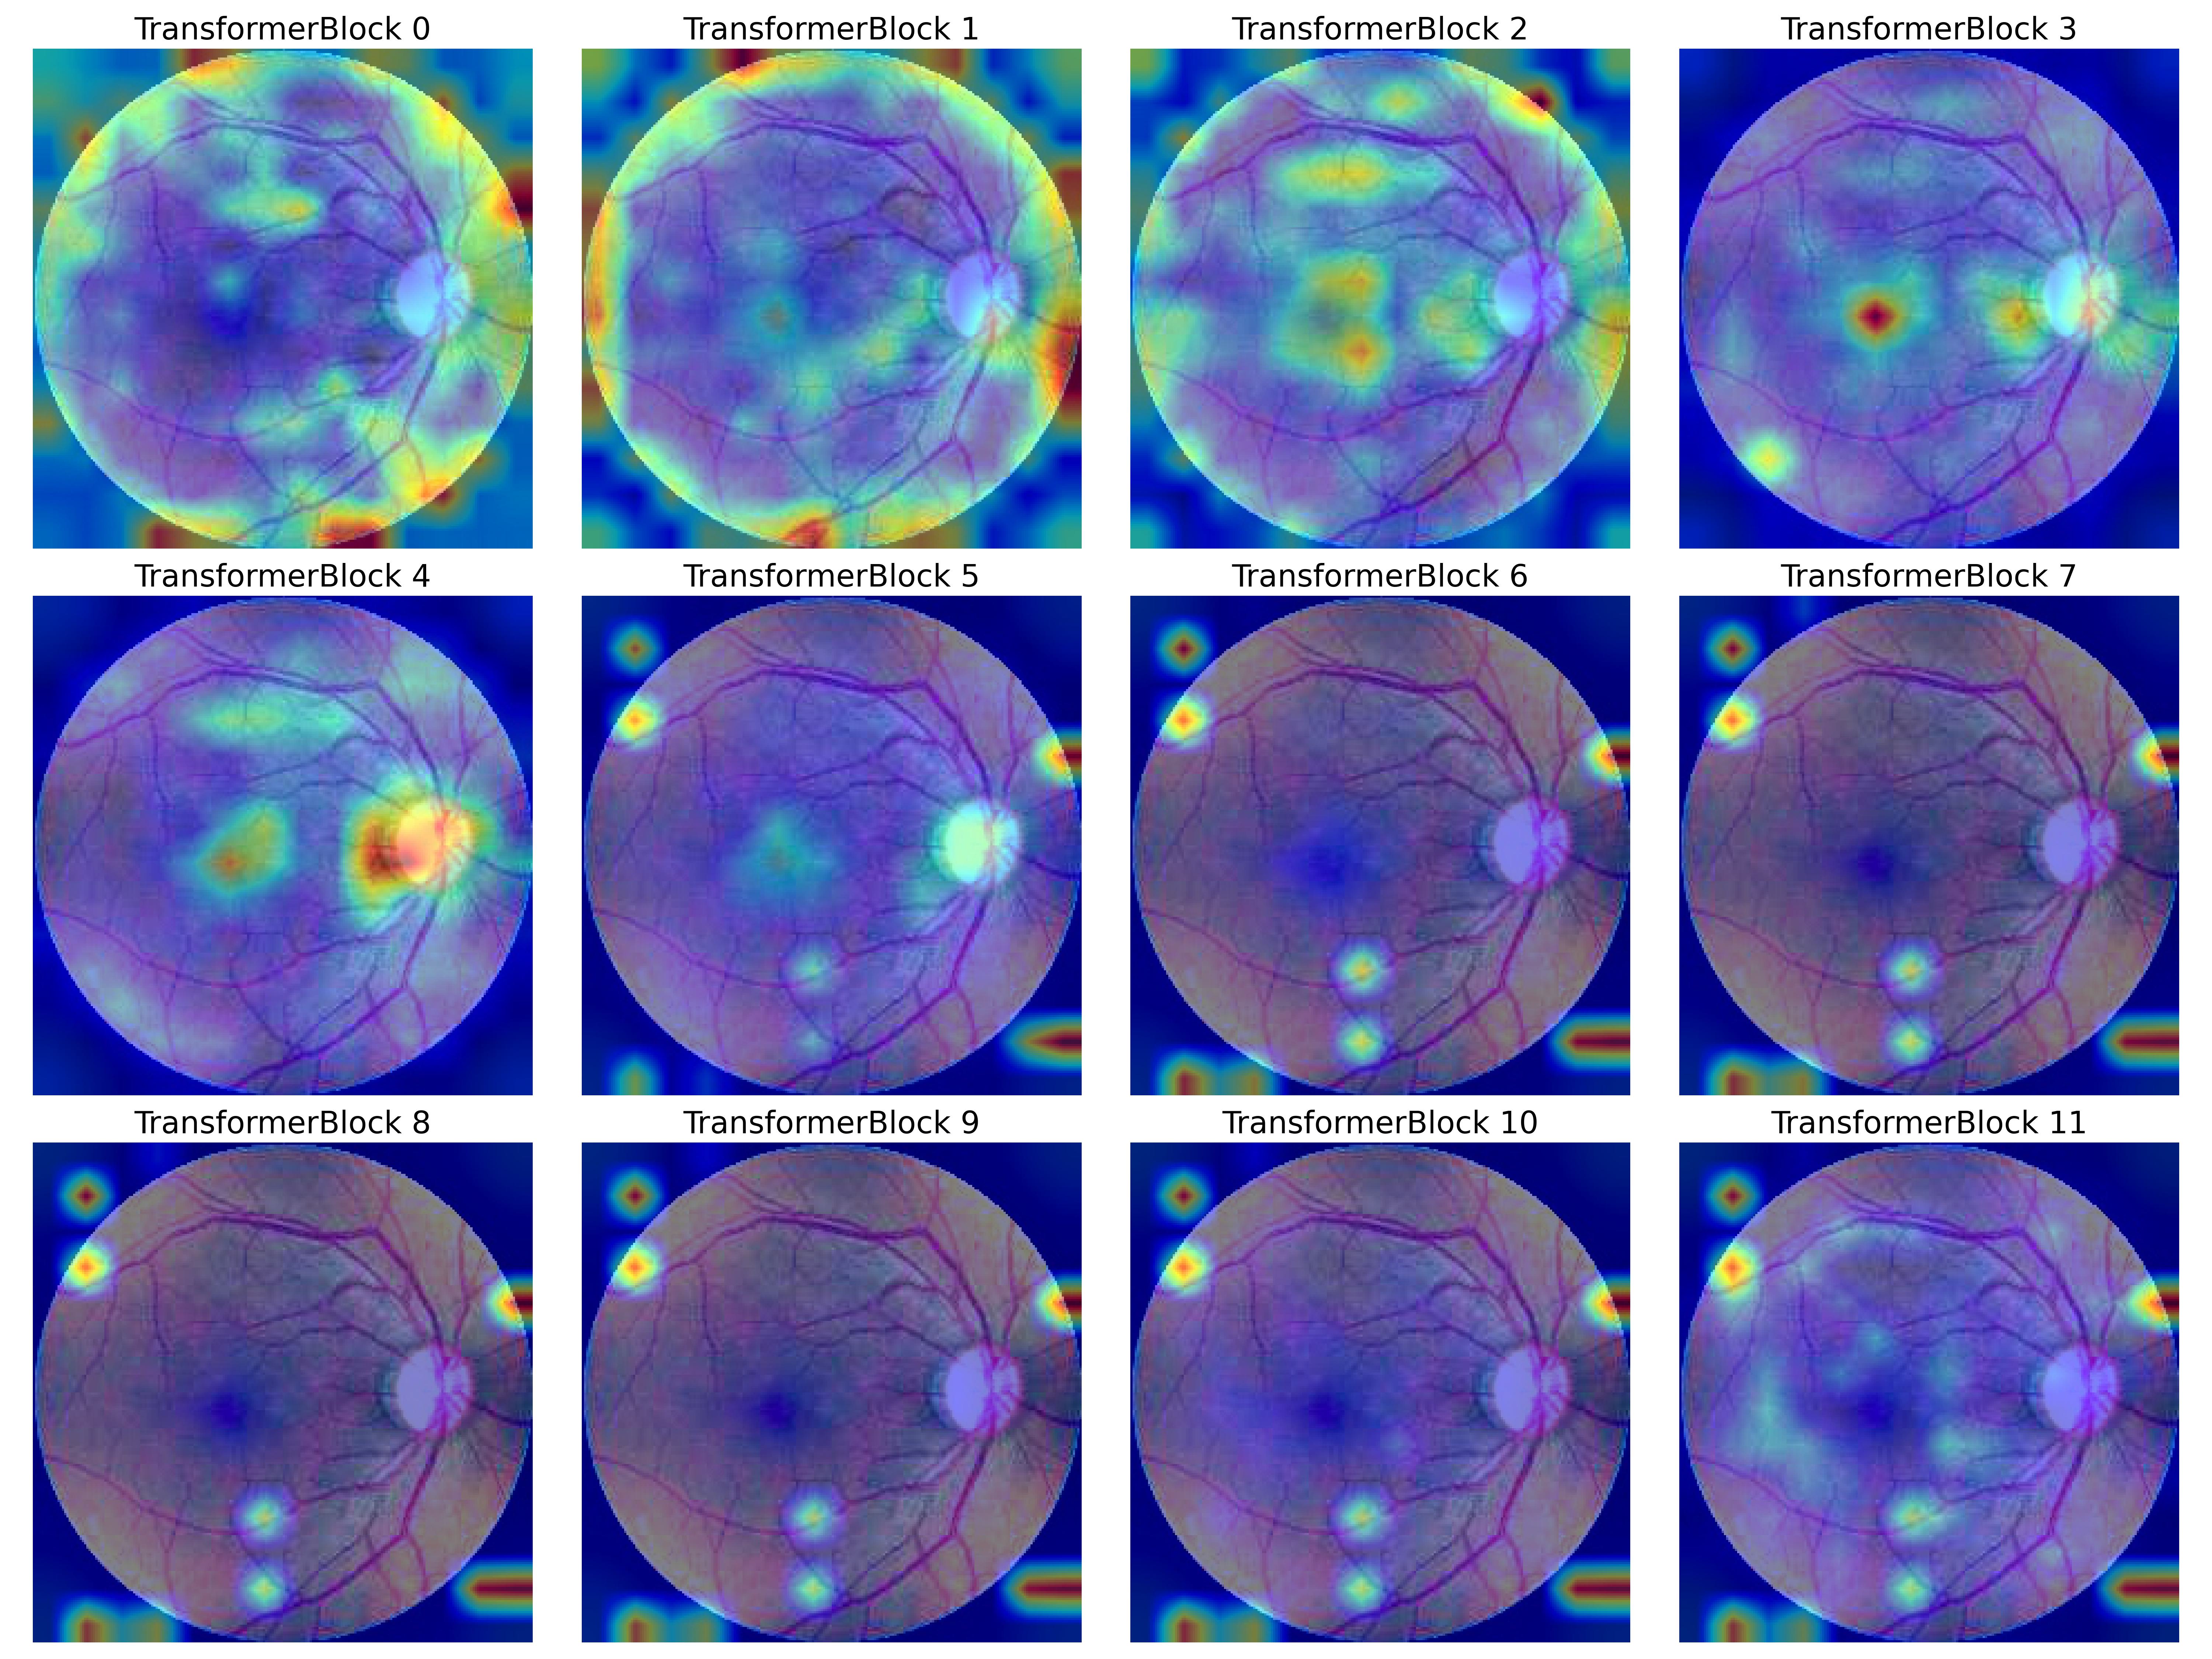 TransformerBlock 0
TransformerBlock 1
TransformerBlock 2
TransformerBlock 3
TransformerBlock 4
TransformerBlock 5
TransformerBlock 6
TransformerBlock 7
TransformerBlock 8
TransformerBlock 9
TransformerBlock 10
TransformerBlock 11